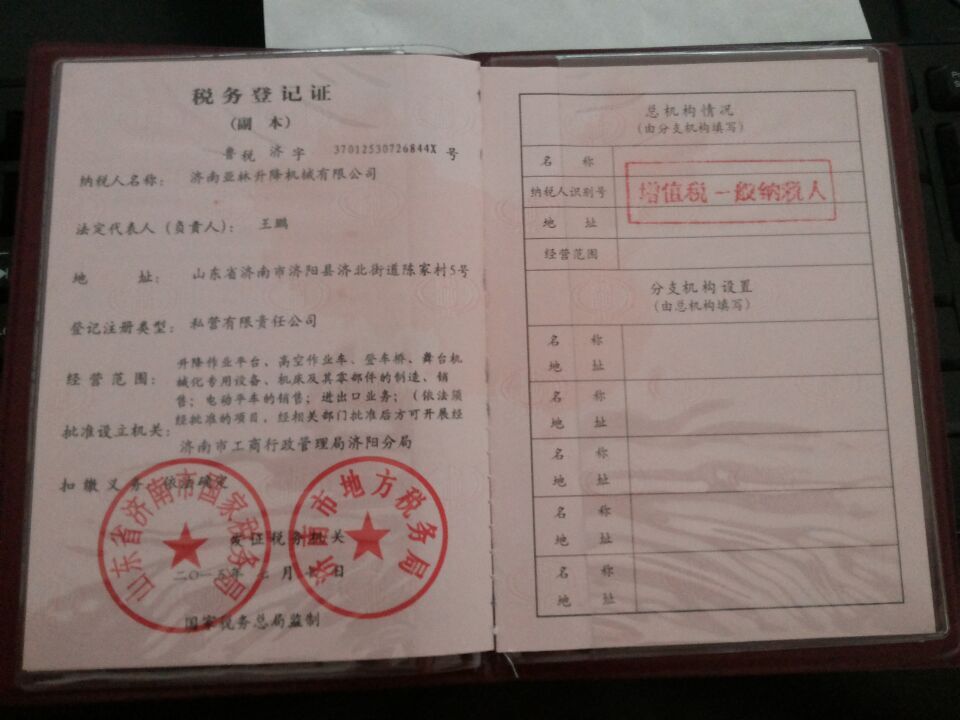 税务登记证
(副 本)
鲁税 济 字 37012530726844X 号
纳税人名称: 济南亚林升降机械有限公司
法定代表人(负责人): 王鹏
地 址: 山东省济南市济阳县济北街道陈家村5号
登记注册类型: 私营有限责任公司
经营范围: 升降作业平台、高空作业车、登车桥、舞台机
械化专用设备、机床及其零部件的制造、销
售;电动平车的销售;进出口业务;(依法须
经批准的项目,经相关部门批准后方可开展经
批准设立机关: 济南市工商行政管理局济阳分局
扣缴义务: 依法确定
山东省济南市国家税务局
济南市地方税务局
发证税务机关
二〇一五年 月 日
国家税务总局监制
总机构情况
(由分支机构填写)
名 称
纳税人识别号
地 址
经营范围
增值税一般纳税人
分支机构设置
(由总机构填写)
名 称
地 址
名 称
地 址
名 称
地 址
名 称
地 址
名 称
地 址